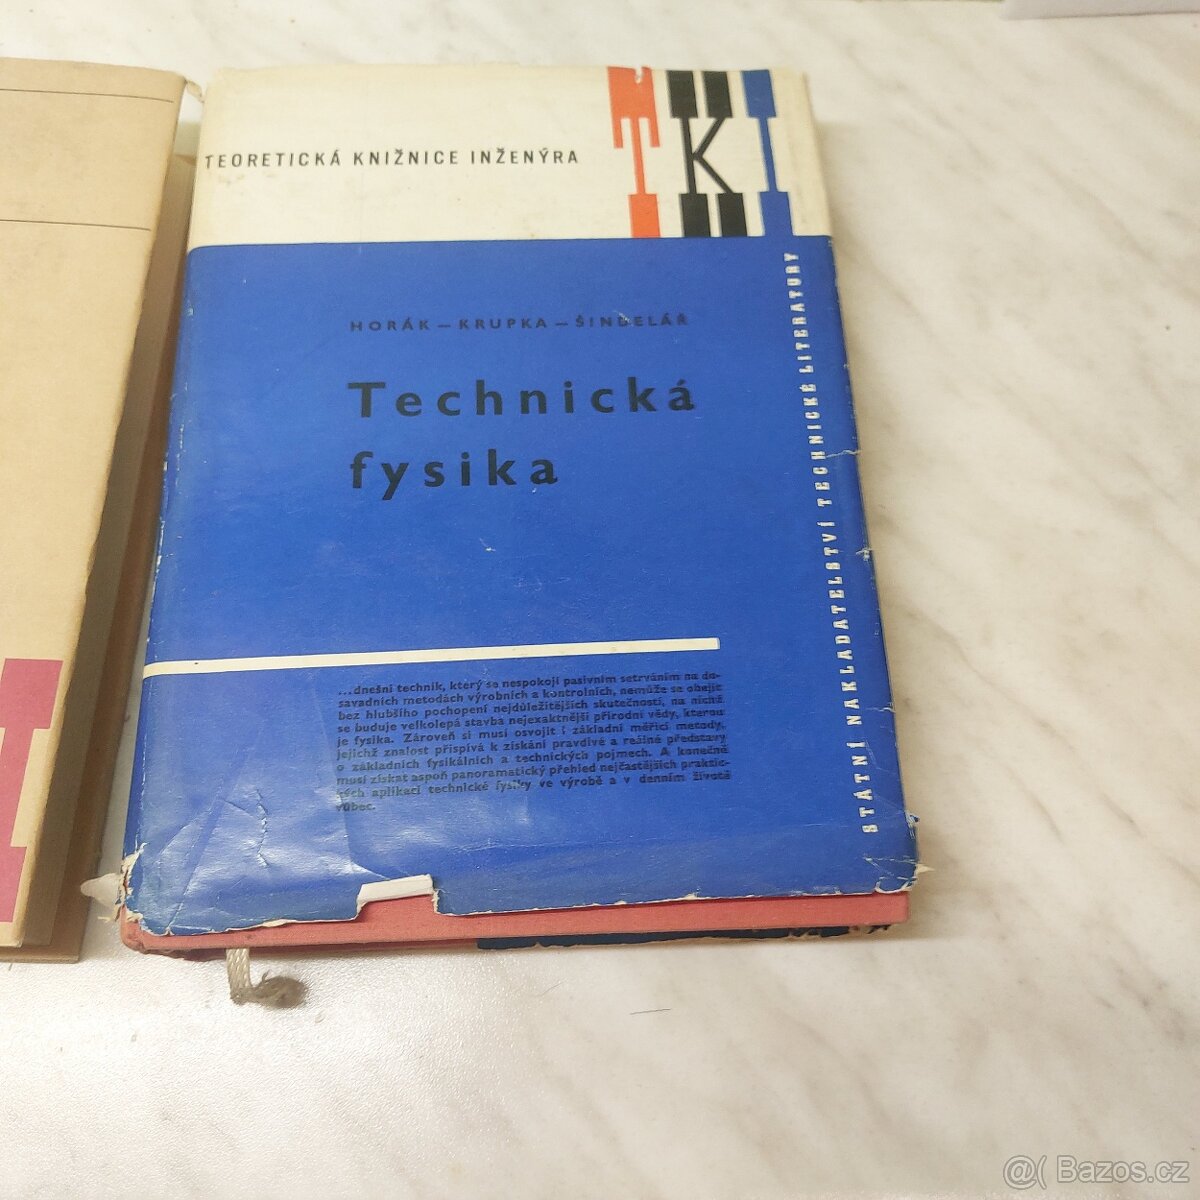 TEORETICKÁ KNIŽNICE INŽENÝRA
TKI
HORÁK – KRUPKA – ŠINDELÁŘ
Technická
fysika
...dnešní technik, který se nespokojí pasivním setrváním na do-
savadních metodách výrobních a kontrolních, nemůže se obejít
bez hlubšího pochopení nejdůležitějších skutečností, na nichž
se buduje velkolepá stavba nejexaktnější přírodní vědy, kterou
je fysika. Zároveň si musí osvojit i základní měřicí metody,
jejichž znalost přispívá k získání pravdivé a reálné představy
o základních fysikálních a technických pojmech. A konečně
musí získat aspoň panoramatický přehled nejčastějších praktic-
kých aplikací technické fysiky ve výrobě a v denním životě
vůbec.
STÁTNÍ NAKLADATELSTVÍ TECHNICKÉ LITERATURY
@( Bazos.cz